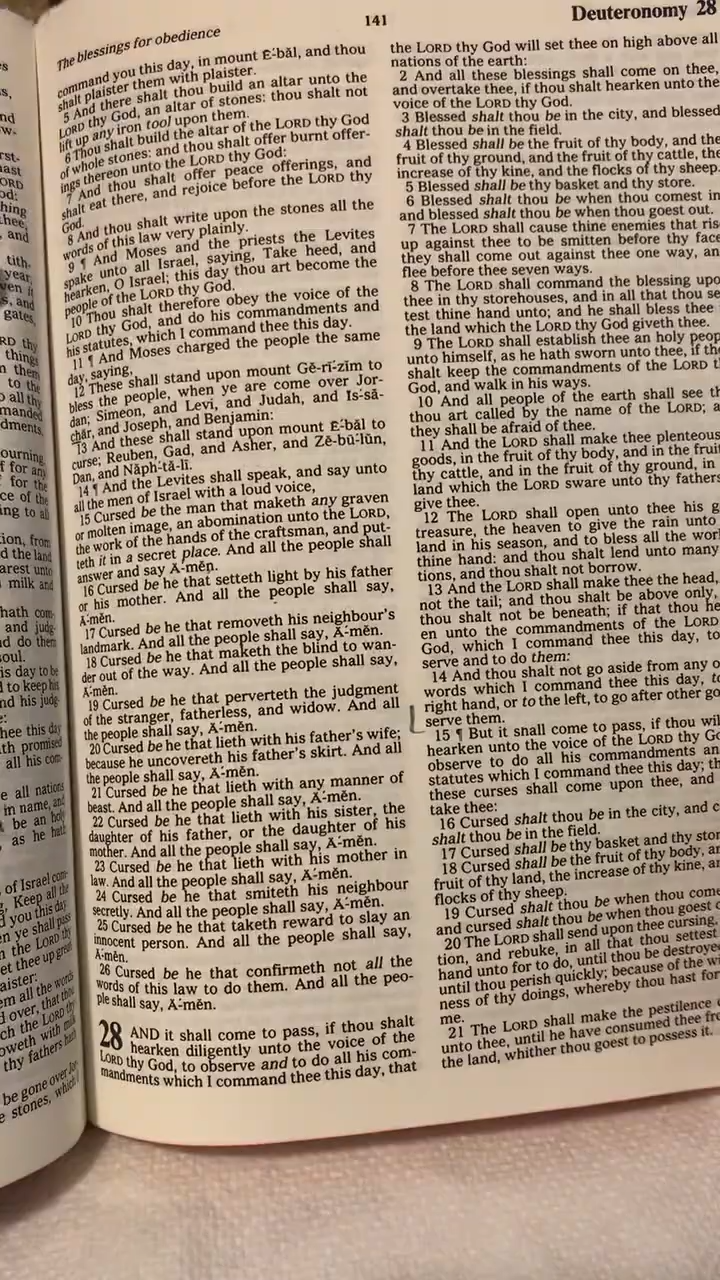 141
Deuteronomy 28
The blessings for obedience
command you this day, in mount Ē´-băl, and thou
shalt plaister them with plaister.
5 And there shalt thou build an altar unto the
LORD thy God, an altar of stones: thou shalt not
lift up any iron tool upon them.
6 Thou shalt build the altar of the LORD thy God
of whole stones: and thou shalt offer burnt offer-
ings thereon unto the LORD thy God:
7 And thou shalt offer peace offerings, and
shalt eat there, and rejoice before the LORD thy
God.
8 And thou shalt write upon the stones all the
words of this law very plainly.
9 ¶ And Moses and the priests the Levites
spake unto all Israel, saying, Take heed, and
hearken, O Israel; this day thou art become the
people of the LORD thy God.
10 Thou shalt therefore obey the voice of the
LORD thy God, and do his commandments and
his statutes, which I command thee this day.
11 ¶ And Moses charged the people the same
day, saying,
12 These shall stand upon mount Gĕ-rī´-zĭm to
bless the people, when ye are come over Jor-
dan; Simeon, and Levi, and Judah, and Ĭs´-sā-
chär, and Joseph, and Benjamin:
13 And these shall stand upon mount Ē´-băl to
curse; Reuben, Gad, and Asher, and Zĕ-bū´-lŭn,
Dan, and Năph´-tă-lī.
14 ¶ And the Levites shall speak, and say unto
all the men of Israel with a loud voice,
15 Cursed be the man that maketh any graven
or molten image, an abomination unto the LORD,
the work of the hands of the craftsman, and put-
teth it in a secret place. And all the people shall
answer and say Ā´-mĕn.
16 Cursed be he that setteth light by his father
or his mother. And all the people shall say,
Ā´-mĕn.
17 Cursed be he that removeth his neighbour's
landmark. And all the people shall say, Ā´-mĕn.
18 Cursed be he that maketh the blind to wan-
der out of the way. And all the people shall say,
Ā´-mĕn.
19 Cursed be he that perverteth the judgment
of the stranger, fatherless, and widow. And all
the people shall say, Ā´-mĕn.
20 Cursed be he that lieth with his father's wife;
because he uncovereth his father's skirt. And all
the people shall say, Ā´-mĕn.
21 Cursed be he that lieth with any manner of
beast. And all the people shall say, Ā´-mĕn.
22 Cursed be he that lieth with his sister, the
daughter of his father, or the daughter of his
mother. And all the people shall say, Ā´-mĕn.
23 Cursed be he that lieth with his mother in
law. And all the people shall say, Ā´-mĕn.
24 Cursed be he that smiteth his neighbour
secretly. And all the people shall say, Ā´-mĕn.
25 Cursed be he that taketh reward to slay an
innocent person. And all the people shall say,
Ā´-mĕn.
26 Cursed be he that confirmeth not all the
words of this law to do them. And all the peo-
ple shall say, Ā´-mĕn.
28 AND it shall come to pass, if thou shalt
hearken diligently unto the voice of the
LORD thy God, to observe and to do all his com-
mandments which I command thee this day, that
the LORD thy God will set thee on high above all
nations of the earth:
2 And all these blessings shall come on thee,
and overtake thee, if thou shalt hearken unto the
voice of the LORD thy God.
3 Blessed shalt thou be in the city, and blessed
shalt thou be in the field.
4 Blessed shall be the fruit of thy body, and the
fruit of thy ground, and the fruit of thy cattle, the
increase of thy kine, and the flocks of thy sheep.
5 Blessed shall be thy basket and thy store.
6 Blessed shalt thou be when thou comest in
and blessed shalt thou be when thou goest out.
7 The LORD shall cause thine enemies that ris
up against thee to be smitten before thy face
they shall come out against thee one way, an
flee before thee seven ways.
8 The LORD shall command the blessing upo
thee in thy storehouses, and in all that thou se
test thine hand unto; and he shall bless thee
the land which the LORD thy God giveth thee.
9 The LORD shall establish thee an holy peop
unto himself, as he hath sworn unto thee, if th
shalt keep the commandments of the LORD t
God, and walk in his ways.
10 And all people of the earth shall see th
thou art called by the name of the LORD; a
they shall be afraid of thee.
11 And the LORD shall make thee plenteous
goods, in the fruit of thy body, and in the fruit
thy cattle, and in the fruit of thy ground, in
land which the LORD sware unto thy fathers
give thee.
12 The LORD shall open unto thee his g
treasure, the heaven to give the rain unto
land in his season, and to bless all the wor
thine hand: and thou shalt lend unto many
tions, and thou shalt not borrow.
13 And the LORD shall make thee the head,
not the tail; and thou shalt be above only,
thou shalt not be beneath; if that thou he
en unto the commandments of the LORD
God, which I command thee this day, to
serve and to do them:
14 And thou shalt not go aside from any o
words which I command thee this day, to
right hand, or to the left, to go after other go
serve them.
15 ¶ But it shall come to pass, if thou wil
hearken unto the voice of the LORD thy Go
observe to do all his commandments an
statutes which I command thee this day; th
these curses shall come upon thee, and
take thee:
16 Cursed shalt thou be in the city, and c
shalt thou be in the field.
17 Cursed shall be thy basket and thy stor
18 Cursed shall be the fruit of thy body, an
fruit of thy land, the increase of thy kine, an
flocks of thy sheep.
19 Cursed shalt thou be when thou come
and cursed shalt thou be when thou goest o
20 The LORD shall send upon thee cursing,
tion, and rebuke, in all that thou settest
hand unto for to do, until thou be destroye
until thou perish quickly; because of the wi
ness of thy doings, whereby thou hast for
me.
21 The LORD shall make the pestilence
unto thee, until he have consumed thee fro
the land, whither thou goest to possess it.